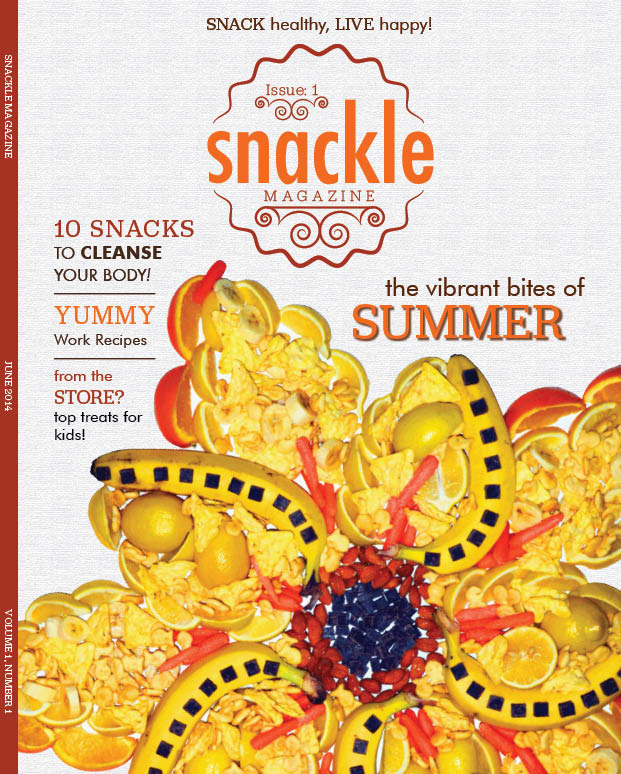 SNACK healthy, LIVE happy!
Issue: 1
snackle
MAGAZINE
10 SNACKS
TO CLEANSE
YOUR BODY!
YUMMY
Work Recipes
from the
STORE?
top treats for
kids!
the vibrant bites of
SUMMER
SNACKLE MAGAZINE
JUNE 2014
VOLUME 1, NUMBER 1